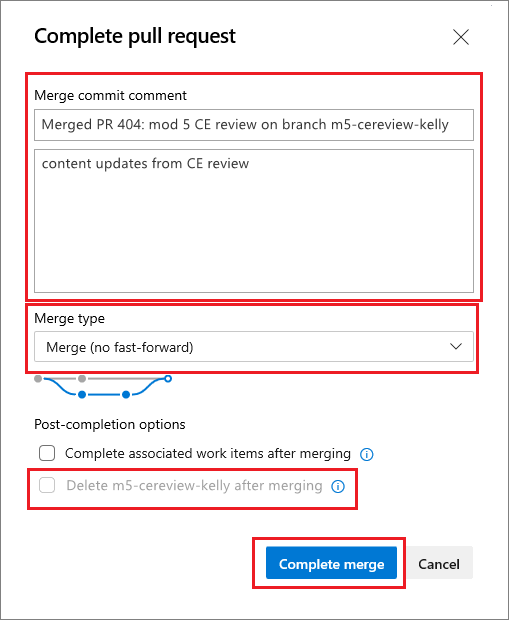 Complete pull request
Merge commit comment
Merged PR 404: mod 5 CE review on branch m5-cereview-kelly
content updates from CE review
Merge type
Merge (no fast-forward)
Post-completion options
Complete associated work items after merging
Delete m5-cereview-kelly after merging
Complete merge
Cancel